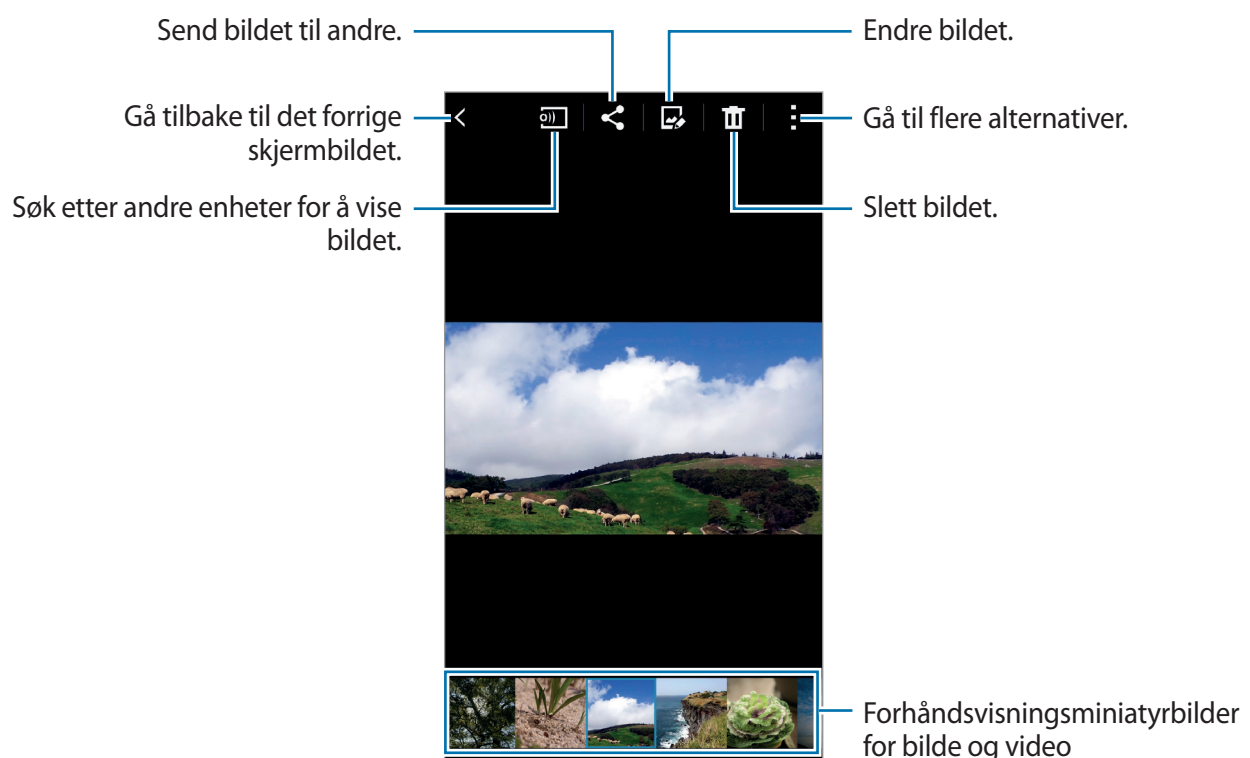 Send bildet til andre.
Endre bildet.
Gå tilbake til det forrige
skjermbildet.
Gå til flere alternativer.
Søk etter andre enheter for å vise
bildet.
Slett bildet.
Forhåndsvisningsminiatyrbilder
for bilde og video